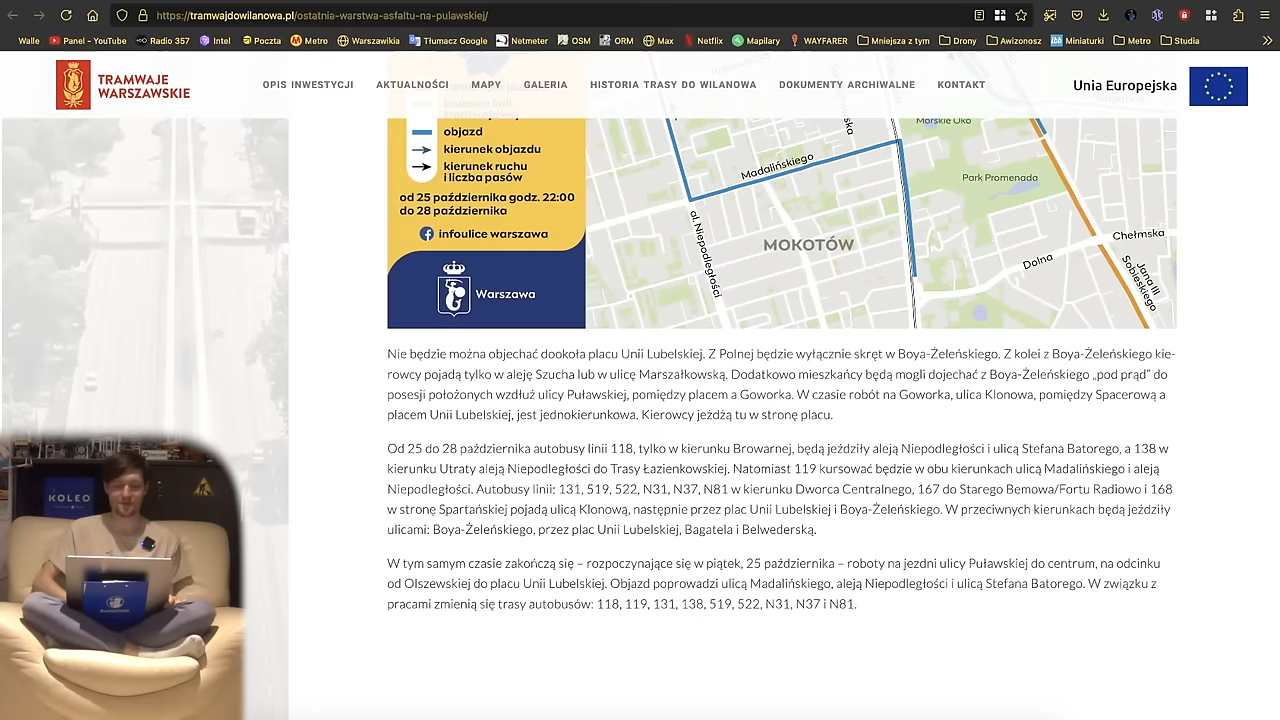 https://tramwajdowilanowa.pl/ostatnia-warstwa-asfaltu-na-pulawskiej/
Walle Panel - YouTube Radio 357 Intel Poczta Metro Warszawikia Tłumacz Google Netmeter OSM ORM Max Netflix Mapilary WAYFARER Mniejsza z tym Drony Awizonosz Miniaturki Metro Studia
TRAMWAJE
WARSZAWSKIE
OPIS INWESTYCJI AKTUALNOŚCI MAPY GALERIA HISTORIA TRASY DO WILANOWA DOKUMENTY ARCHIWALNE KONTAKT
Unia Europejska
objazd
kierunek objazdu
kierunek ruchu
i liczba pasów
od 25 października godz. 22:00
do 28 października
infoulice warszawa
Warszawa
Morskie Oko
Madalińskiego
Park Promenada
al. Niepodległości
MOKOTÓW
Chełmska
Dolna
Jana III
Sobieskiego
Nie będzie można objechać dookoła placu Unii Lubelskiej. Z Polnej będzie wyłącznie skręt w Boya-Żeleńskiego. Z kolei z Boya-Żeleńskiego kie-
rowcy pojadą tylko w aleję Szucha lub w ulicę Marszałkowską. Dodatkowo mieszkańcy będą mogli dojechać z Boya-Żeleńskiego „pod prąd” do
posesji położonych wzdłuż ulicy Puławskiej, pomiędzy placem a Goworka. W czasie robót na Goworka, ulica Klonowa, pomiędzy Spacerową a
placem Unii Lubelskiej, jest jednokierunkowa. Kierowcy jeżdżą tu w stronę placu.
Od 25 do 28 października autobusy linii 118, tylko w kierunku Browarnej, będą jeździły aleją Niepodległości i ulicą Stefana Batorego, a 138 w
kierunku Utraty aleją Niepodległości do Trasy Łazienkowskiej. Natomiast 119 kursować będzie w obu kierunkach ulicą Madalińskiego i aleją
Niepodległości. Autobusy linii: 131, 519, 522, N31, N37, N81 w kierunku Dworca Centralnego, 167 do Starego Bemowa/Fortu Radiowo i 168
w stronę Spartańskiej pojadą ulicą Klonową, następnie przez plac Unii Lubelskiej i Boya-Żeleńskiego. W przeciwnych kierunkach będą jeździły
ulicami: Boya-Żeleńskiego, przez plac Unii Lubelskiej, Bagatela i Belwederską.
W tym samym czasie zakończą się – rozpoczynające się w piątek, 25 października – roboty na jezdni ulicy Puławskiej do centrum, na odcinku
od Olszewskiej do placu Unii Lubelskiej. Objazd poprowadzi ulicą Madalińskiego, aleją Niepodległości i ulicą Stefana Batorego. W związku z
pracami zmienią się trasy autobusów: 118, 119, 131, 138, 519, 522, N31, N37 i N81.
KOLEO